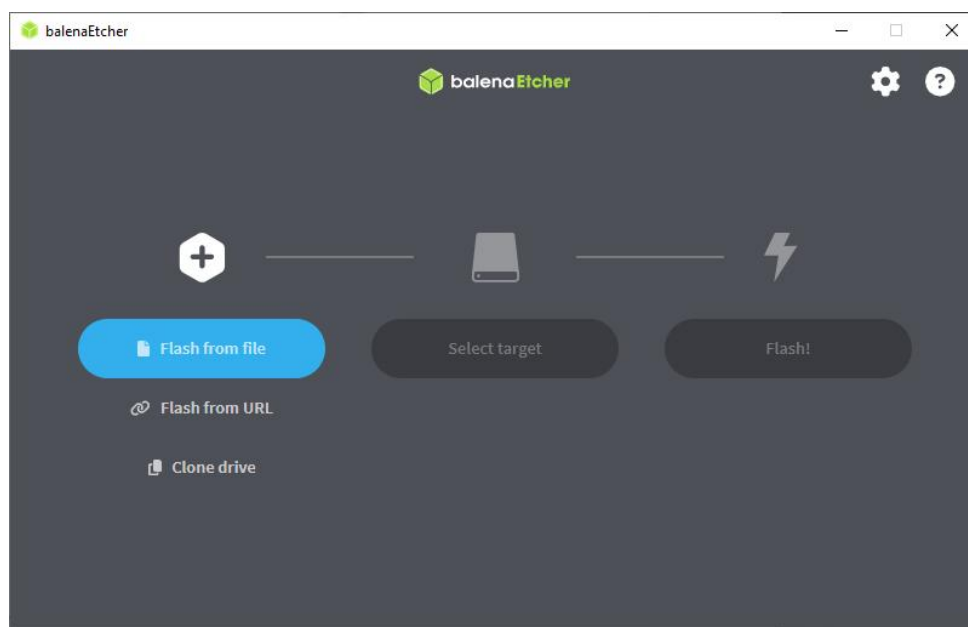 balenaEtcher
balenaEtcher
Flash from file
Select target
Flash!
Flash from URL
Clone drive